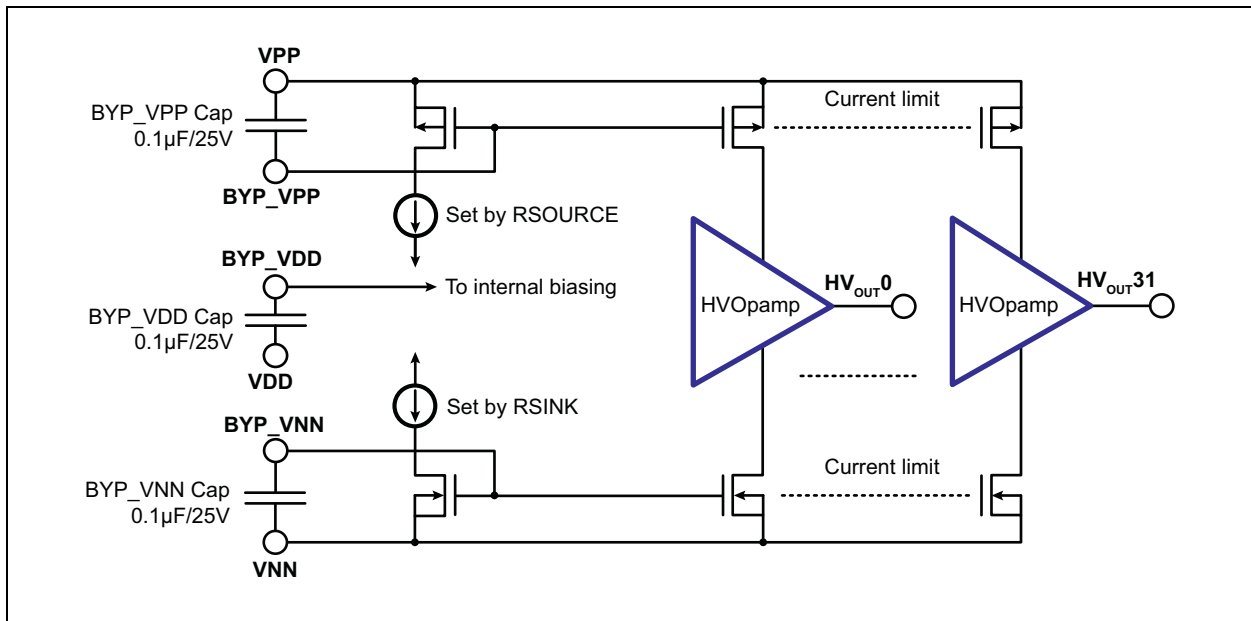 VPP
BYP_VPP Cap
0.1µF/25V
BYP_VPP
Current limit
Set by RSOURCE
BYP_VDD
To internal biasing
BYP_VDD Cap
0.1µF/25V
VDD
HVOpamp
HVOUT0
HVOpamp
HVOUT31
Set by RSINK
BYP_VNN
BYP_VNN Cap
0.1µF/25V
Current limit
VNN